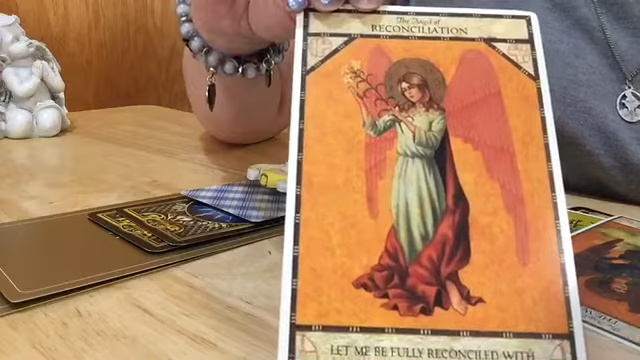 The Angel of
RECONCILIATION
LET ME BE FULLY RECONCILED WITH